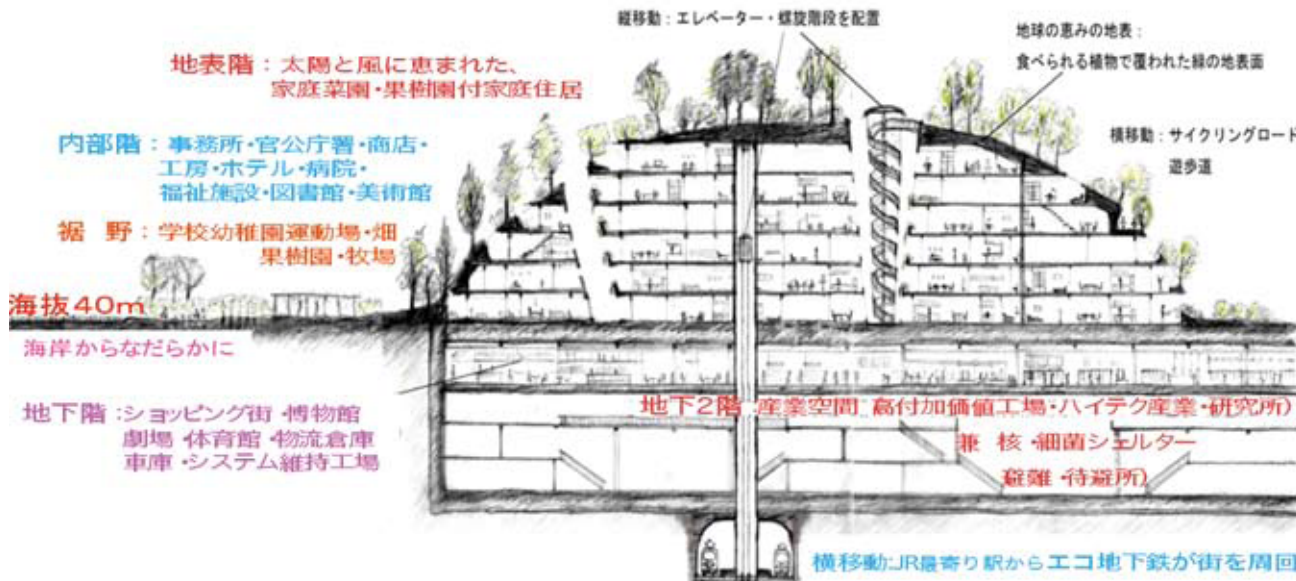 縦移動：エレベーター・螺旋階段を配置
地球の恵みの地表：
食べられる植物で覆われた緑の地表面
地表階：太陽と風に恵まれた、
家庭菜園・果樹園付家庭住居
横移動：サイクリングロード
遊歩道
内部階：事務所・官公庁署・商店・
工房・ホテル・病院・
福祉施設・図書館・美術館
裾 野：学校幼稚園運動場・畑
果樹園・牧場
海抜40m
海岸からなだらかに
地下階：ショッピング街・博物館
劇場・体育館・物流倉庫
車庫・システム維持工場
地下2階 産業空間 高付加価値工場・ハイテク産業・研究所)
兼 核・細菌シェルター
避難・待避所)
横移動:JR最寄り駅からエコ地下鉄が街を周回